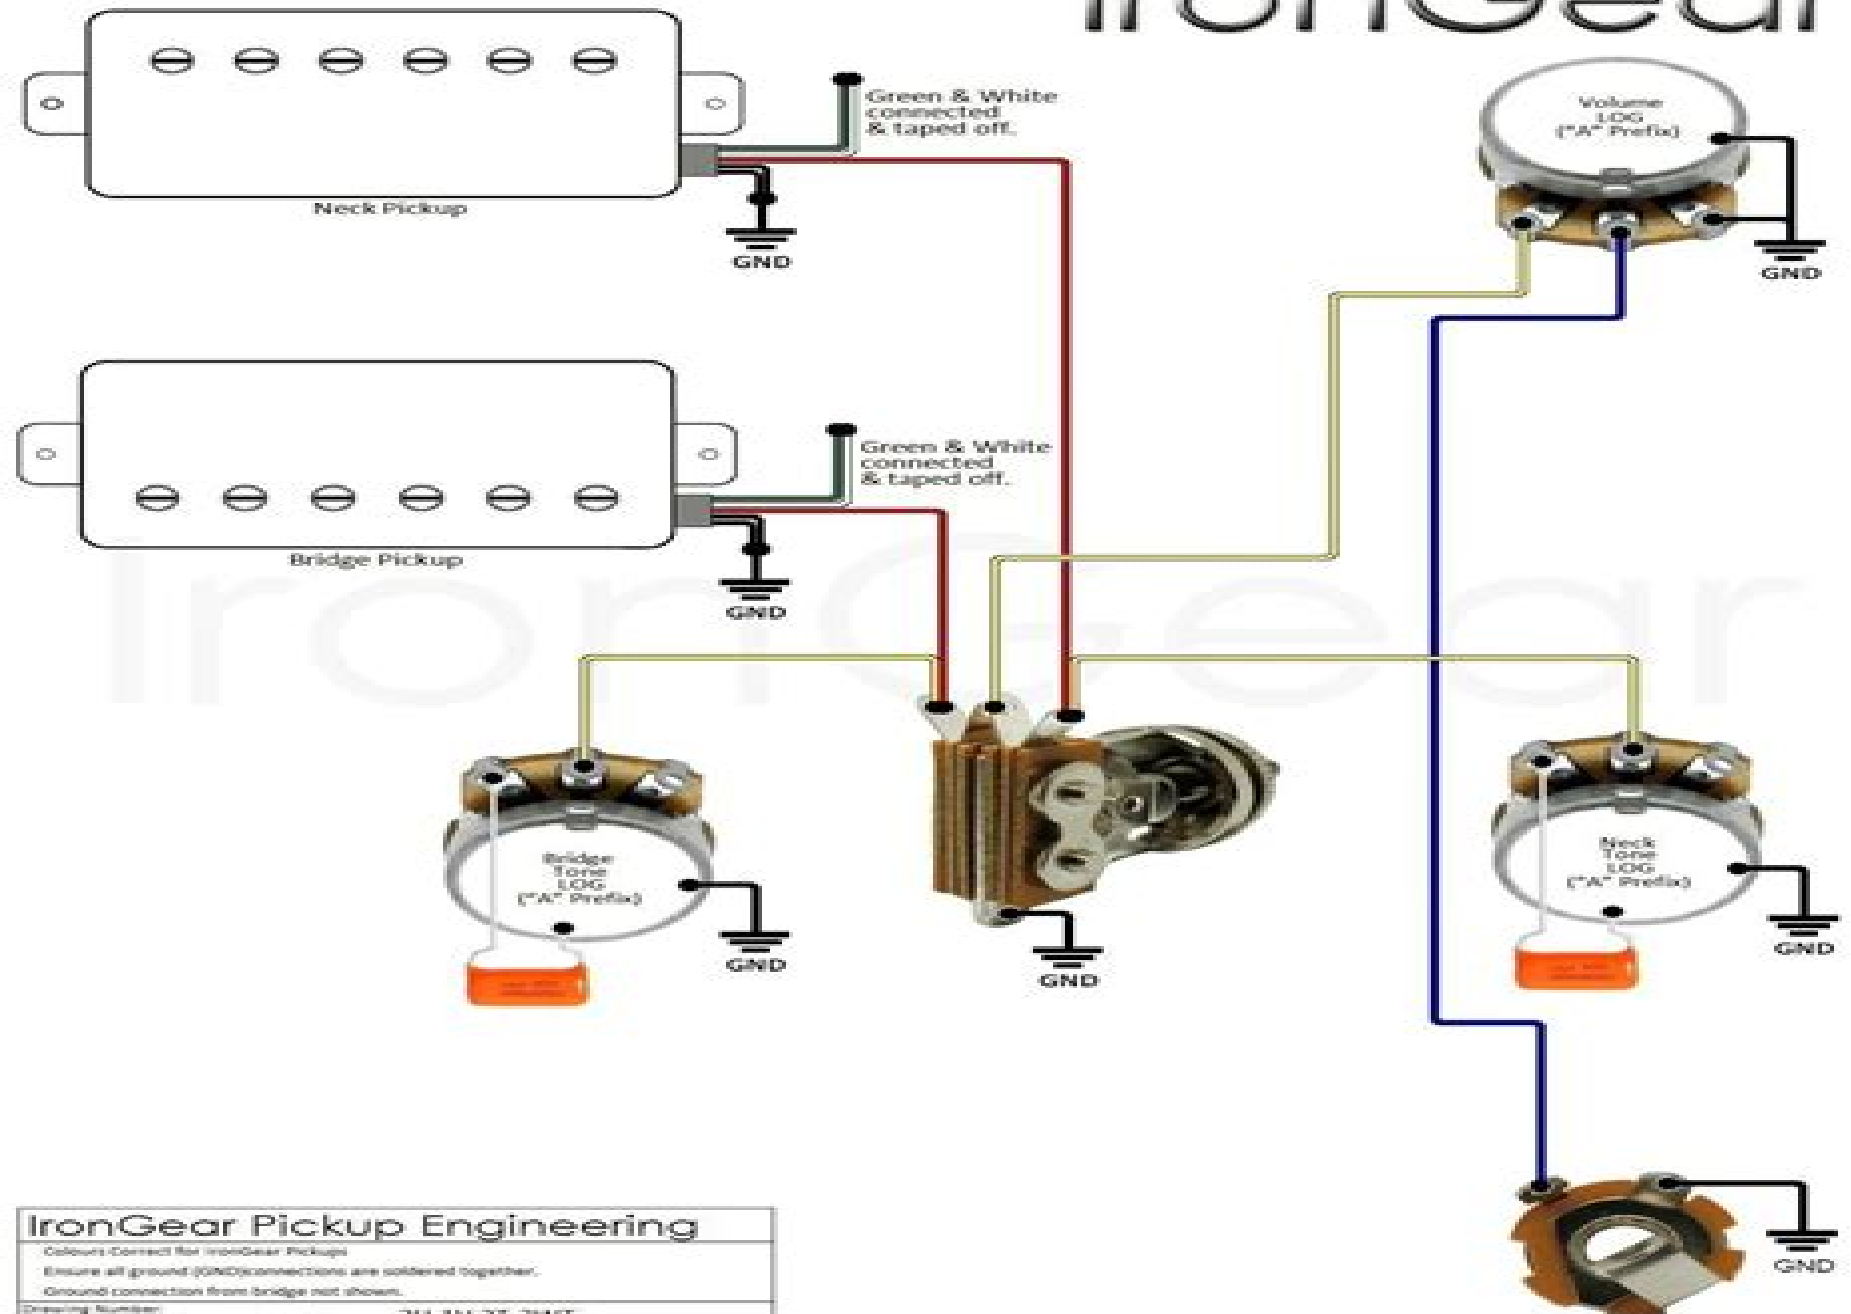 IronGear
Volume
LOG
("A" Prefix)
GND
Green & White
connected
& taped off.
Neck Pickup
GND
Green & White
connected
& taped off.
Bridge Pickup
GND
IronGear
Bridge
Tone
LOG
("A" Prefix)
GND
GND
Neck
Tone
LOG
("A" Prefix)
GND
GND
IronGear Pickup Engineering
Colours Correct for IronGear Pickups
Ensure all ground (GND)connections are soldered together.
Ground connection from bridge not shown.
Drawing Number: